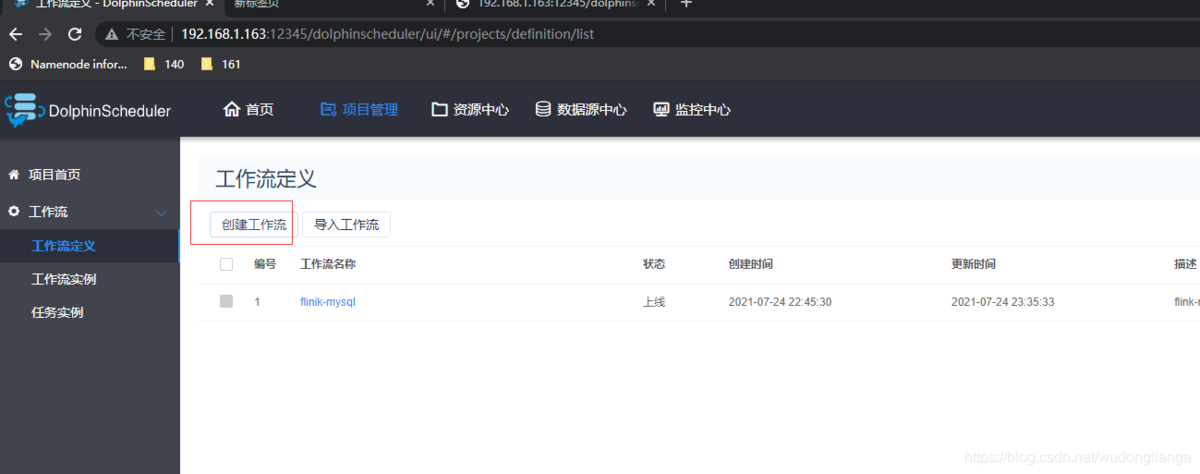 工作流定义 - DolphinScheduler × 新标签页 × 192.168.1.163:12345/dolphins × +
不安全 192.168.1.163:12345/dolphinscheduler/ui/#/projects/definition/list
Namenode infor... 140 161
DolphinScheduler 首页 项目管理 资源中心 数据源中心 监控中心
项目首页
工作流
工作流定义
工作流实例
任务实例
工作流定义
创建工作流 导入工作流
编号 工作流名称 状态 创建时间 更新时间 描述
1 flinik-mysql 上线 2021-07-24 22:45:30 2021-07-24 23:35:33 flink-
https://blog.csdn.net/wudonglianga